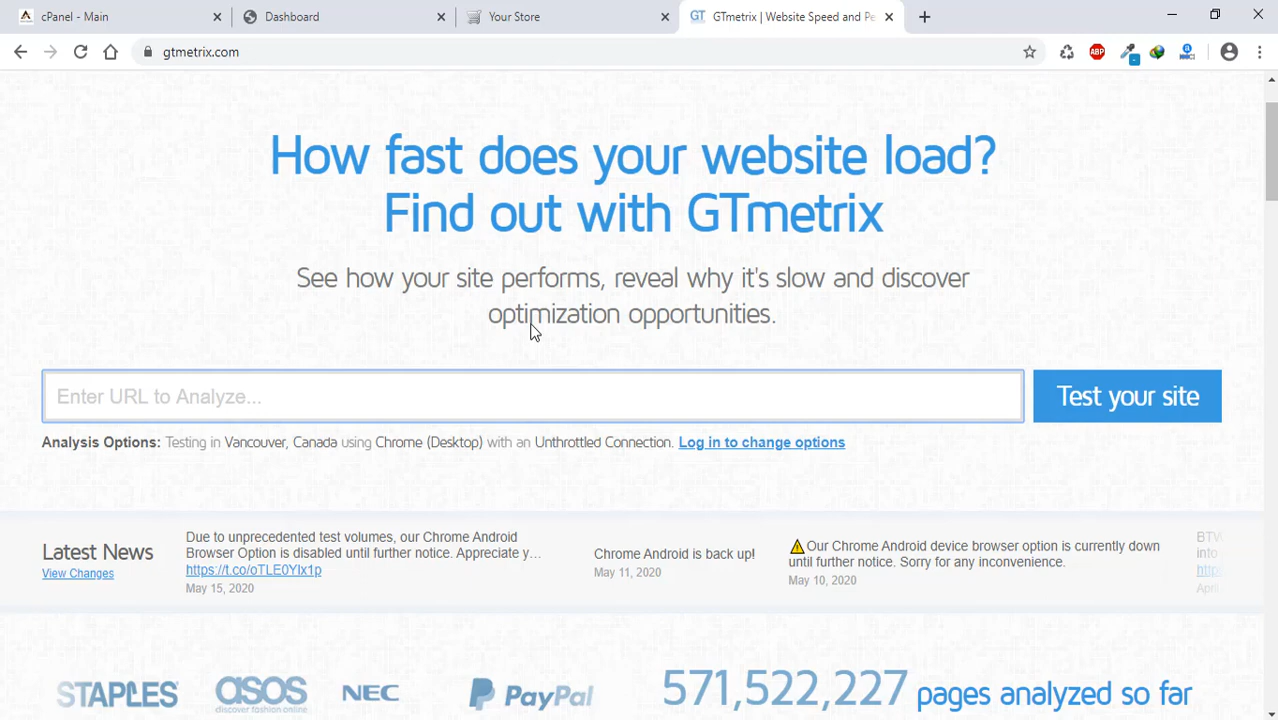 cPanel - Main
Dashboard
Your Store
GT GTmetrix | Website Speed and Pe
gtmetrix.com
ABP
How fast does your website load?
Find out with GTmetrix
See how your site performs, reveal why it's slow and discover
optimization opportunities.
Enter URL to Analyze...
Test your site
Analysis Options: Testing in Vancouver, Canada using Chrome (Desktop) with an Unthrottled Connection. Log in to change options
Latest News
View Changes
Due to unprecedented test volumes, our Chrome Android
Browser Option is disabled until further notice. Appreciate y...
https://t.co/oTLE0YIx1p
May 15, 2020
Chrome Android is back up!
May 11, 2020
Our Chrome Android device browser option is currently down
until further notice. Sorry for any inconvenience.
May 10, 2020
BTW
into
https:
April
STAPLES
asos
discover fashion online
NEC
PayPal
571,522,227 pages analyzed so far